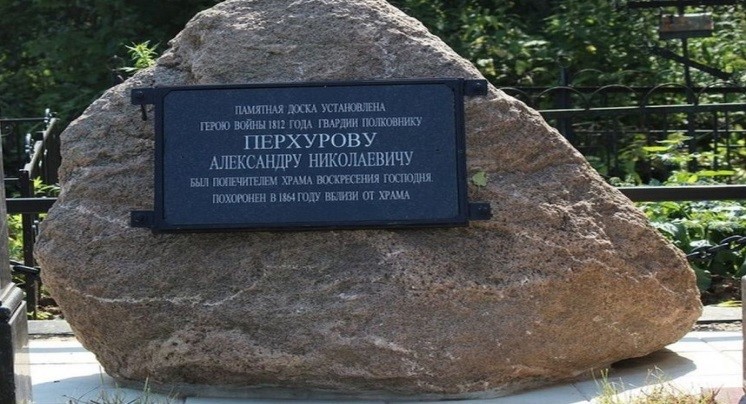 ПАМЯТНАЯ ДОСКА УСТАНОВЛЕНА
ГЕРОЮ ВОЙНЫ 1812 ГОДА ГВАРДИИ ПОЛКОВНИКУ
ПЕРХУРОВУ
АЛЕКСАНДРУ НИКОЛАЕВИЧУ
БЫЛ ПОПЕЧИТЕЛЕМ ХРАМА ВОСКРЕСЕНИЯ ГОСПОДНЯ.
ПОХОРОНЕН В 1864 ГОДУ ВБЛИЗИ ОТ ХРАМА